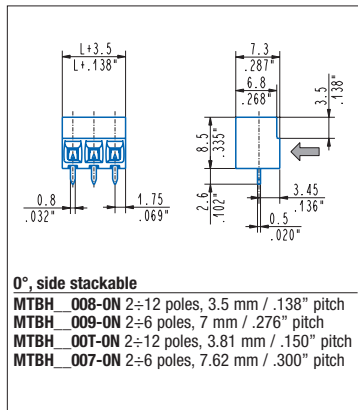 L+3.5
L+.138"
7.3
.287"
6.8
.268"
3.5
.138"
8.5
.335"
2.6
.102"
0.8
.032"
1.75
.069"
3.45
.136"
0.5
.020"
0°, side stackable
MTBH__008-0N 2÷12 poles, 3.5 mm / .138” pitch
MTBH__009-0N 2÷6 poles, 7 mm / .276” pitch
MTBH__00T-0N 2÷12 poles, 3.81 mm / .150” pitch
MTBH__007-0N 2÷6 poles, 7.62 mm / .300” pitch